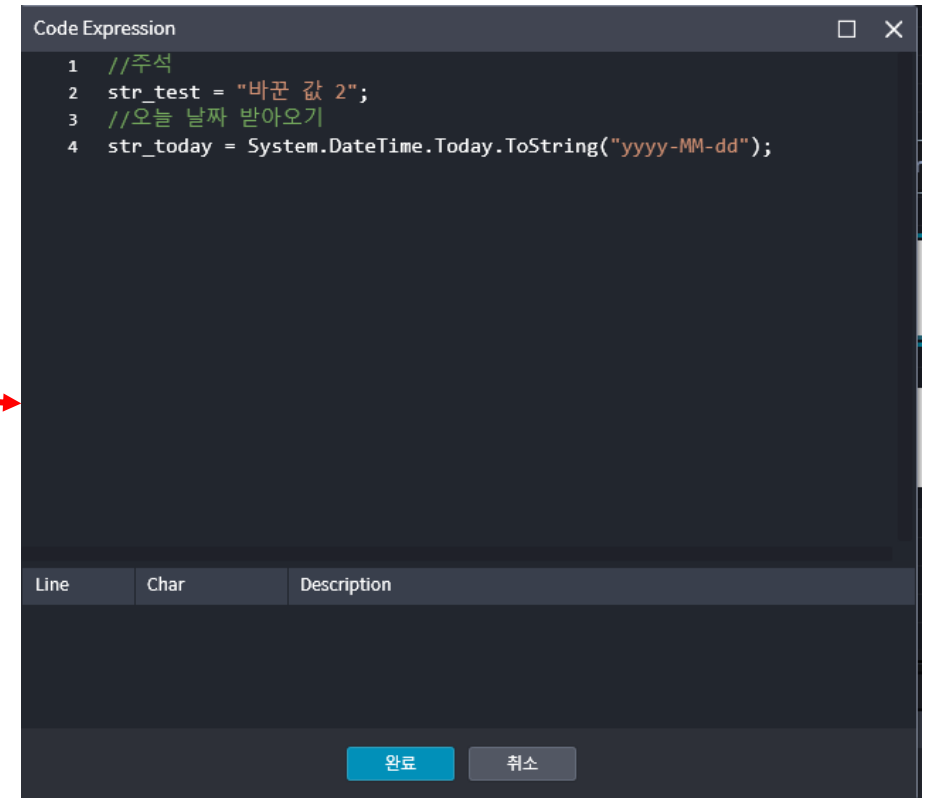 Code Expression
1 //주석
2 str_test = "바꾼 값 2";
3 //오늘 날짜 받아오기
4 str_today = System.DateTime.Today.ToString("yyyy-MM-dd");
Line Char Description
완료 취소